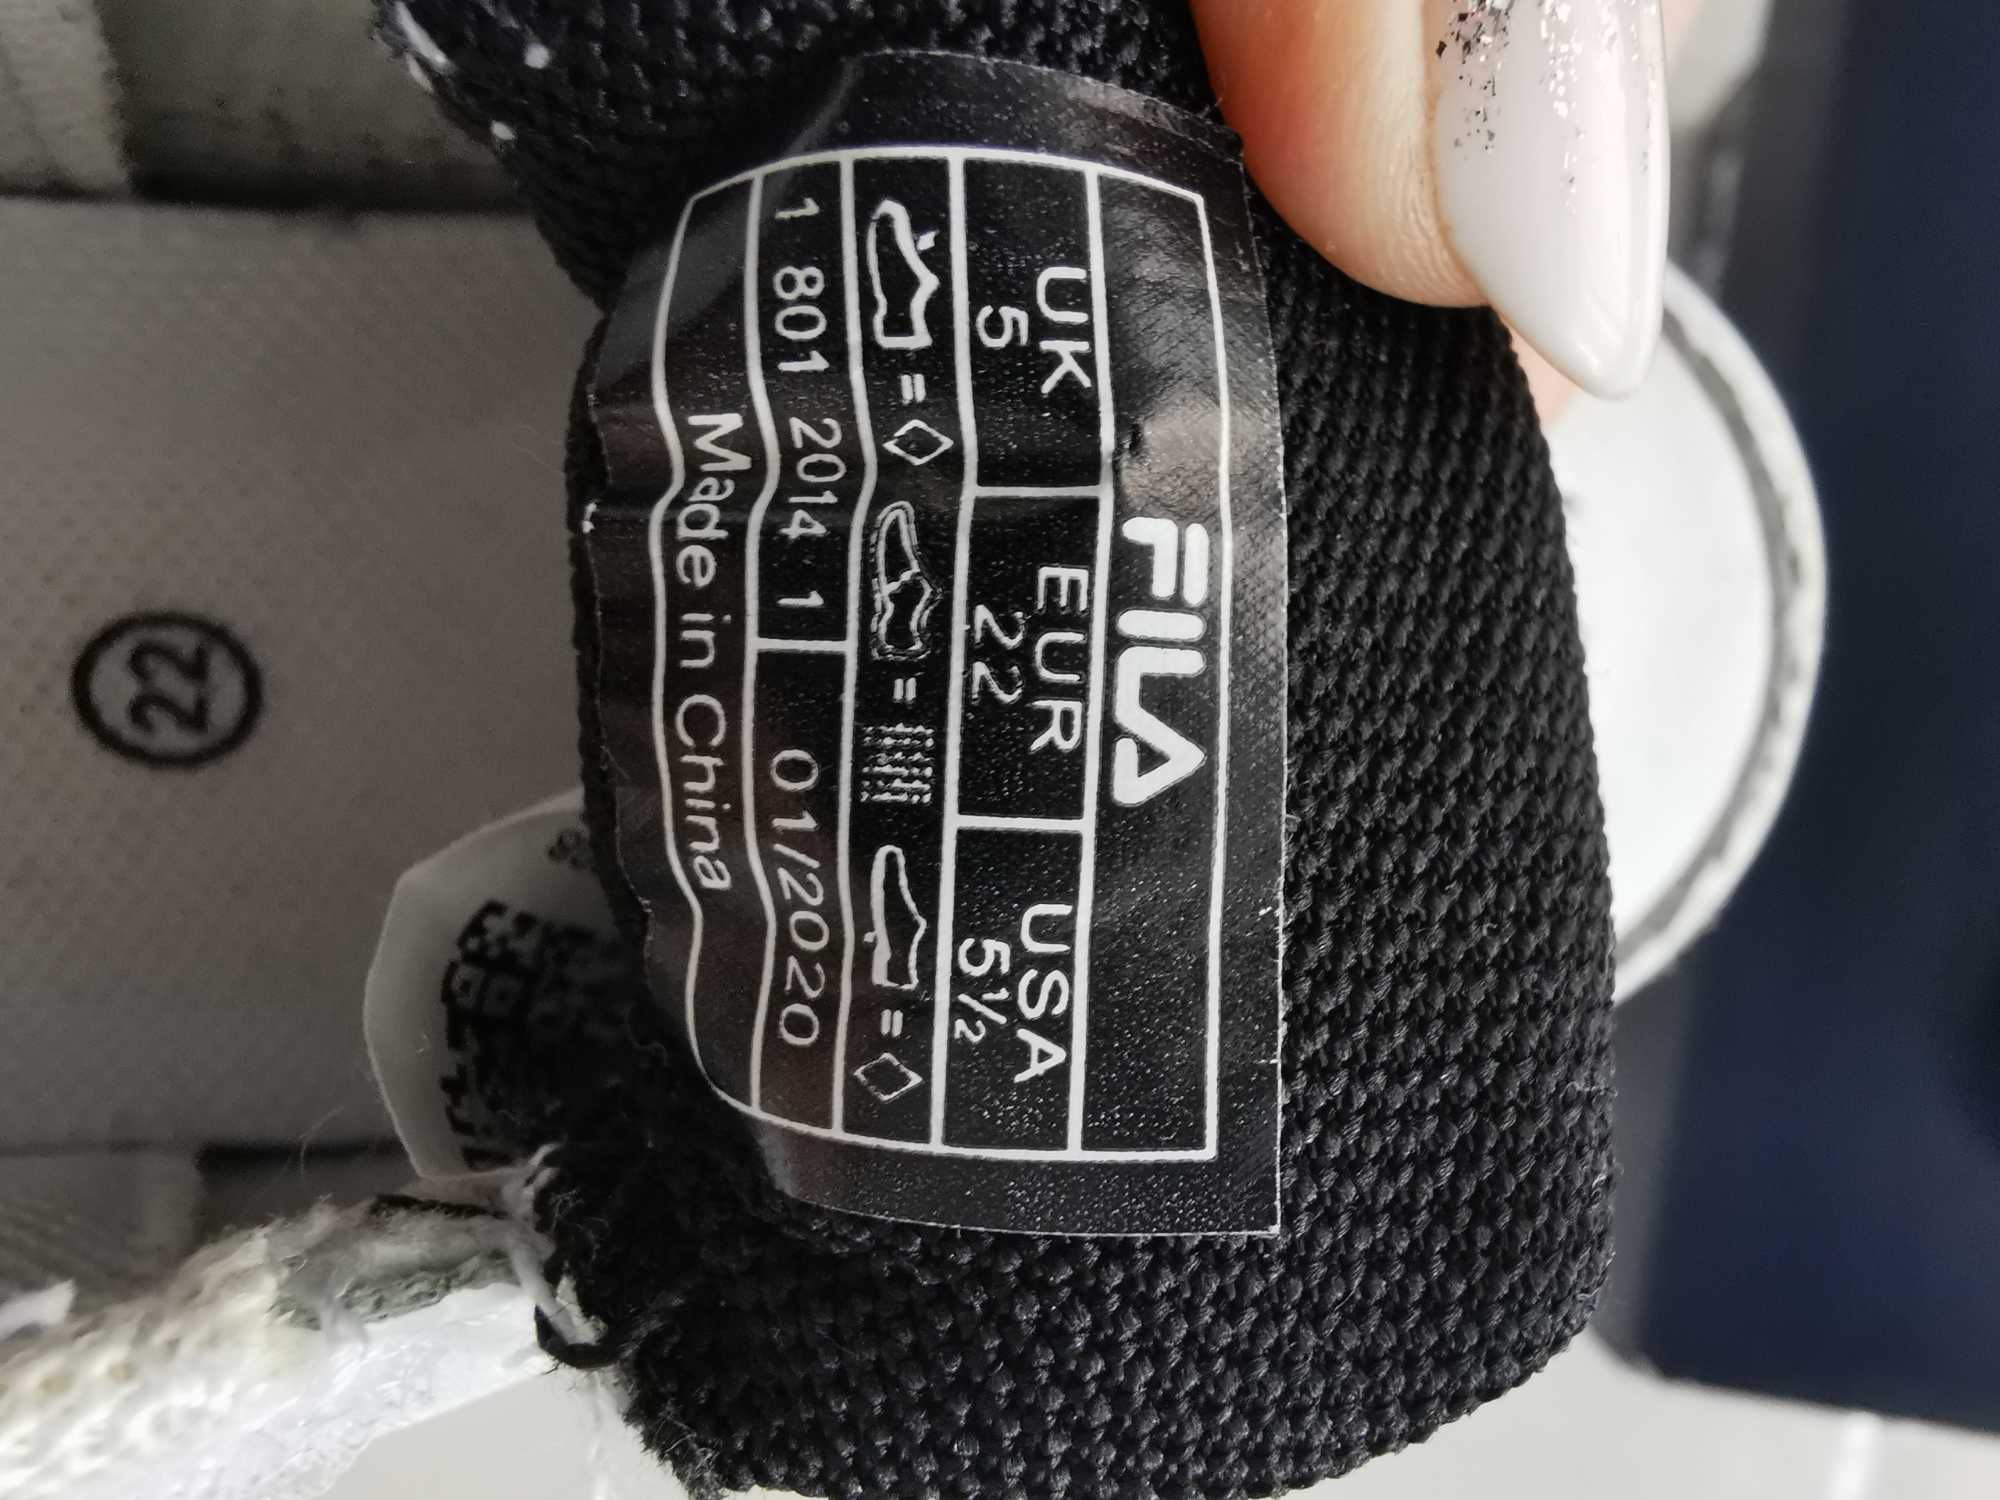 FILA
UK EUR USA
5 22 5½
= = =
1 801 2014 1 01/2020
Made in China
22